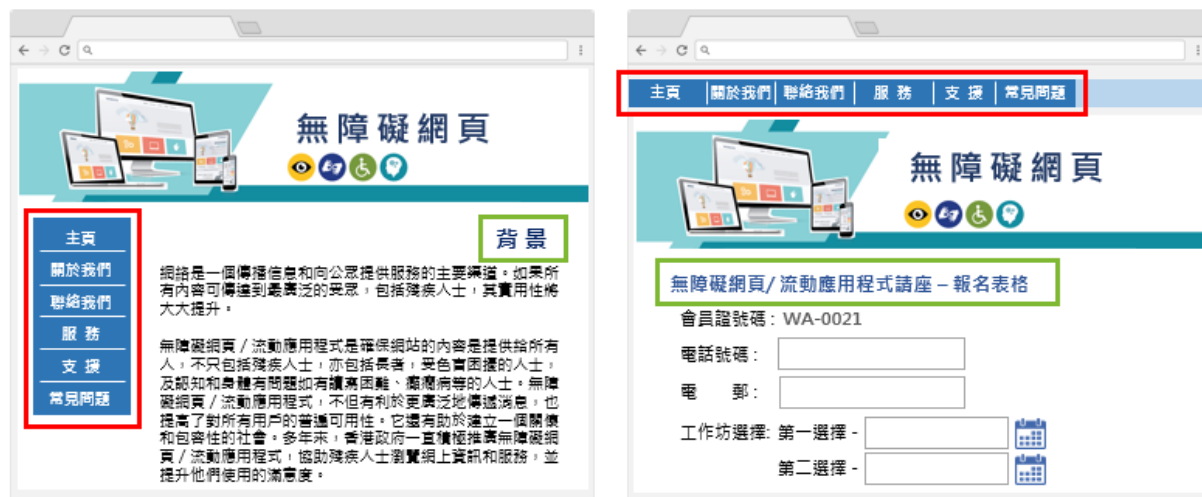 無障礙網頁
主頁
關於我們
聯絡我們
服 務
支 援
常見問題
背景
網絡是一個傳播信息和向公眾提供服務的主要渠道。如果所
有內容可傳達到最廣泛的受眾，包括殘疾人士，其實用性將
大大提升。
無障礙網頁／流動應用程式是確保網站的內容是提供給所有
人，不只包括殘疾人士，亦包括長者，受色盲困擾的人士，
及認知和身體有問題如有讀寫困難、癲癇病等的人士。無障
礙網頁／流動應用程式，不但有利於更廣泛地傳遞消息，也
提高了對所有用戶的普遍可用性。它還有助於建立一個關懷
和包容性的社會。多年來，香港政府一直積極推廣無障礙網
頁／流動應用程式，協助殘疾人士瀏覽網上資訊和服務，並
提升他們使用的滿意度。
主頁 關於我們 聯絡我們 服 務 支 援 常見問題
無障礙網頁
無障礙網頁/ 流動應用程式講座 – 報名表格
會員證號碼 : WA-0021
電話號碼 :
電 郵 :
工作坊選擇: 第一選擇 -
第二選擇 -